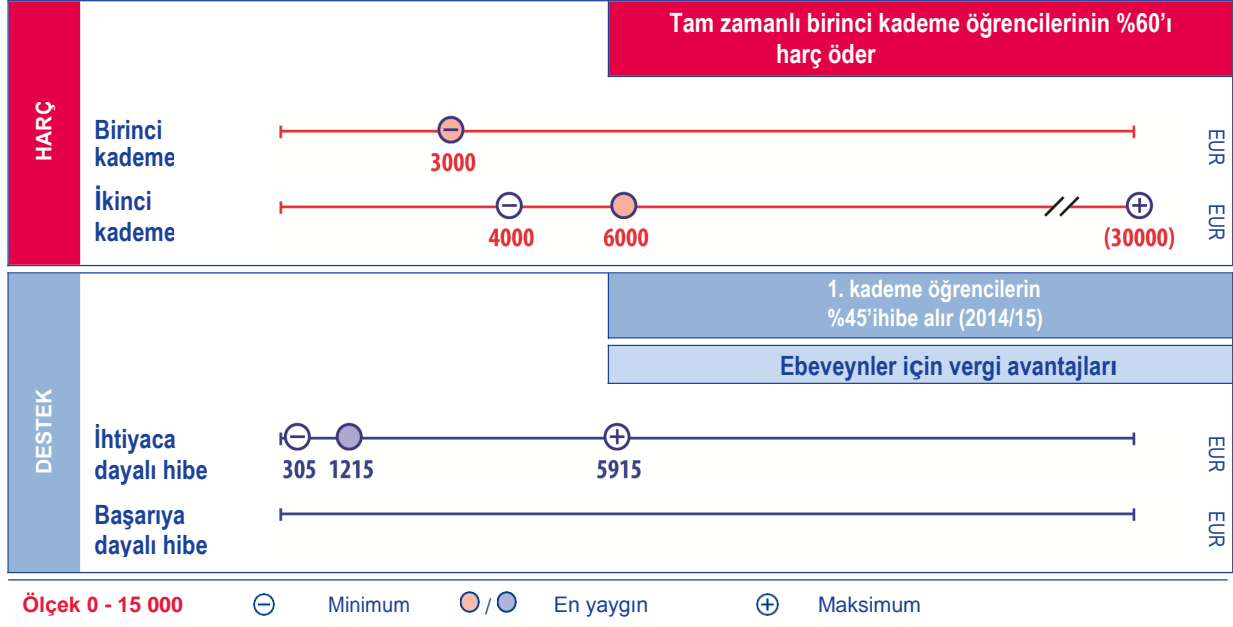 Tam zamanlı birinci kademe öğrencilerinin %60’ı
harç öder
HARÇ
Birinci
kademe
3000
EUR
İkinci
kademe
4000 6000 (30000)
EUR
1. kademe öğrencilerin
%45’ihibe alır (2014/15)
Ebeveynler için vergi avantajları
DESTEK
İhtiyaca
dayalı hibe
305 1215 5915
EUR
Başarıya
dayalı hibe
EUR
Ölçek 0 - 15 000 Minimum / En yaygın Maksimum